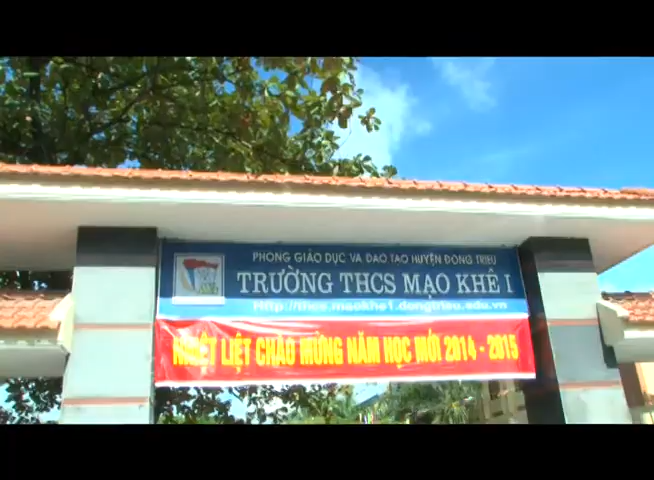 PHÒNG GIÁO DỤC VÀ ĐÀO TẠO HUYỆN ĐÔNG TRIỀU
TRƯỜNG THCS MẠO KHÊ I
Http://thcs.maokhe1.dongtrieu.edu.vn
NHIỆT LIỆT CHÀO MỪNG NĂM HỌC MỚI 2014 - 2015